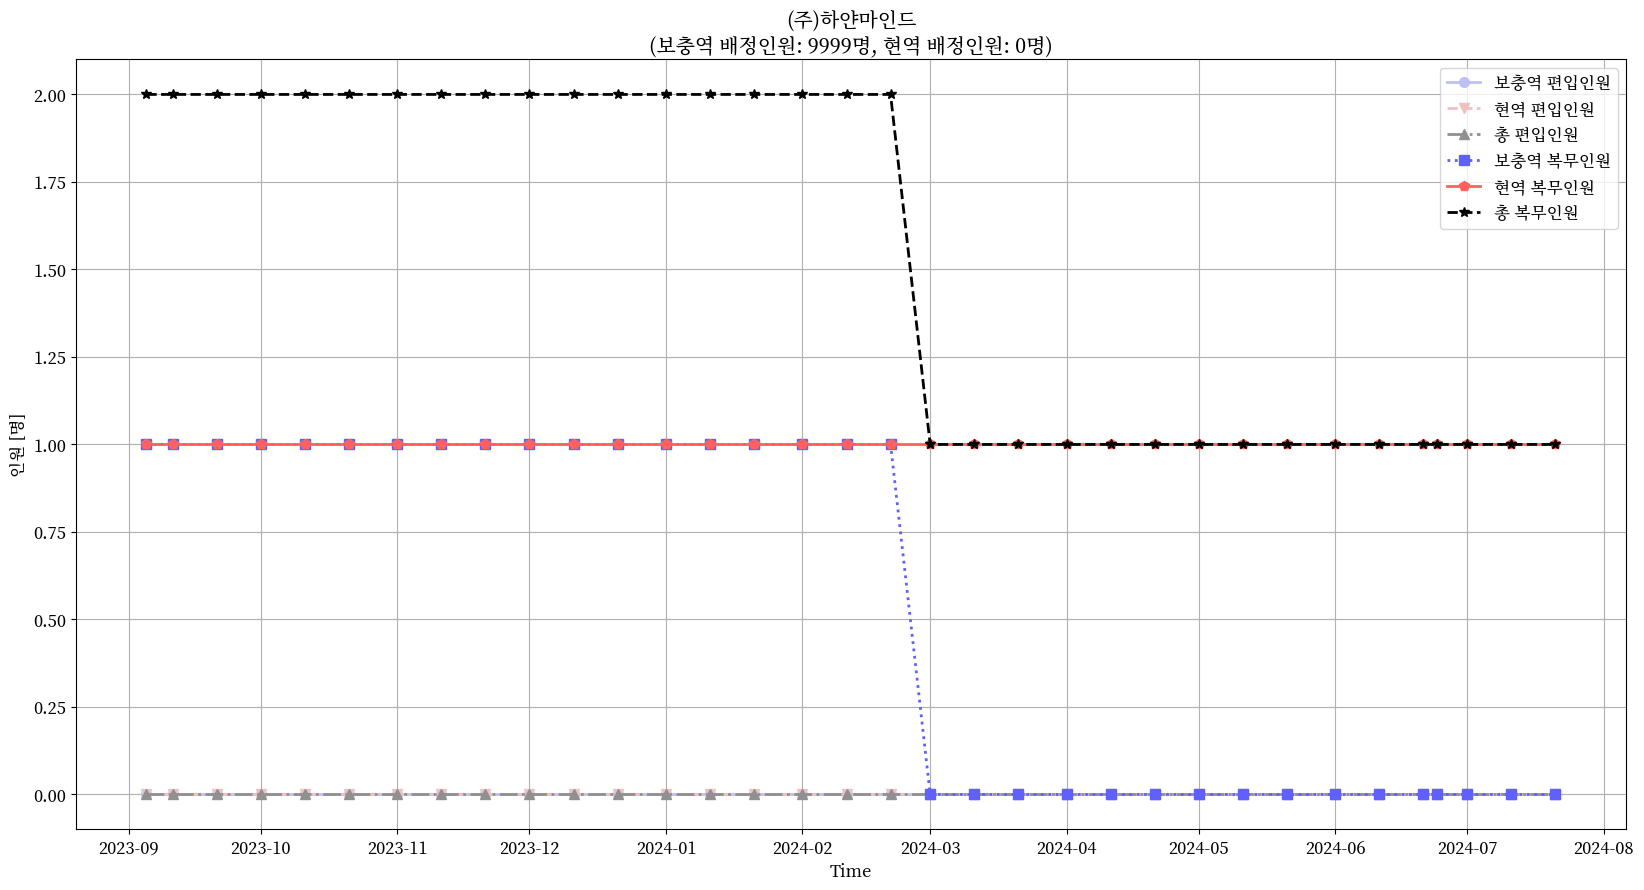 (주)하얀마인드
(보충역 배정인원: 9999명, 현역 배정인원: 0명)
2.00
1.75
1.50
1.25
1.00
0.75
0.50
0.25
0.00
인원 [명]
보충역 편입인원
현역 편입인원
총 편입인원
보충역 복무인원
현역 복무인원
총 복무인원
2023-09 2023-10 2023-11 2023-12 2024-01 2024-02 2024-03 2024-04 2024-05 2024-06 2024-07 2024-08
Time